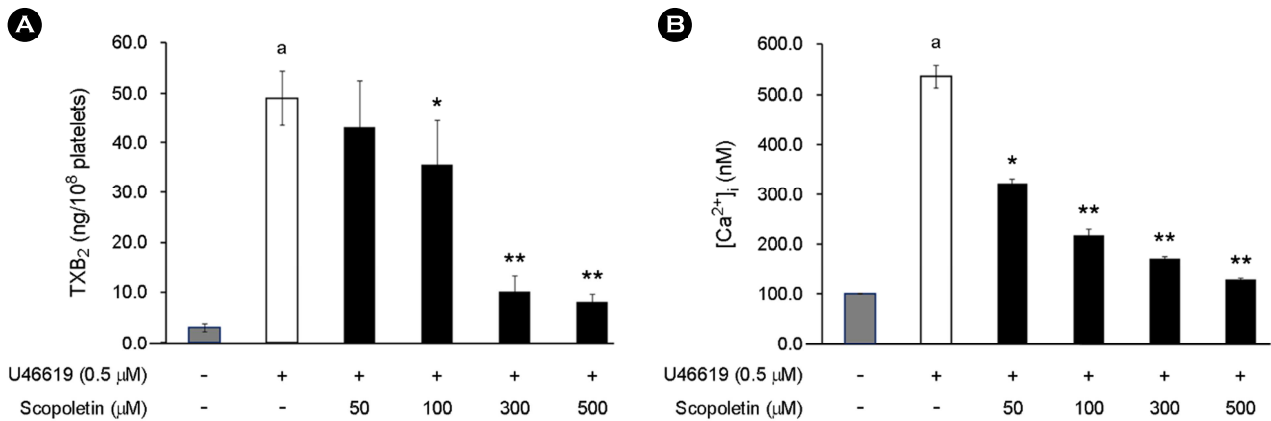 A
60.0
50.0
40.0
30.0
20.0
10.0
0.0
TXB₂ (ng/10⁸ platelets)
a
*
**
**
U46619 (0.5 μM) - + + + + +
Scopoletin (μM) - - 50 100 300 500
B
600.0
500.0
400.0
300.0
200.0
100.0
0.0
[Ca²⁺]ᵢ (nM)
a
*
**
**
**
U46619 (0.5 μM) - + + + + +
Scopoletin (μM) - - 50 100 300 500